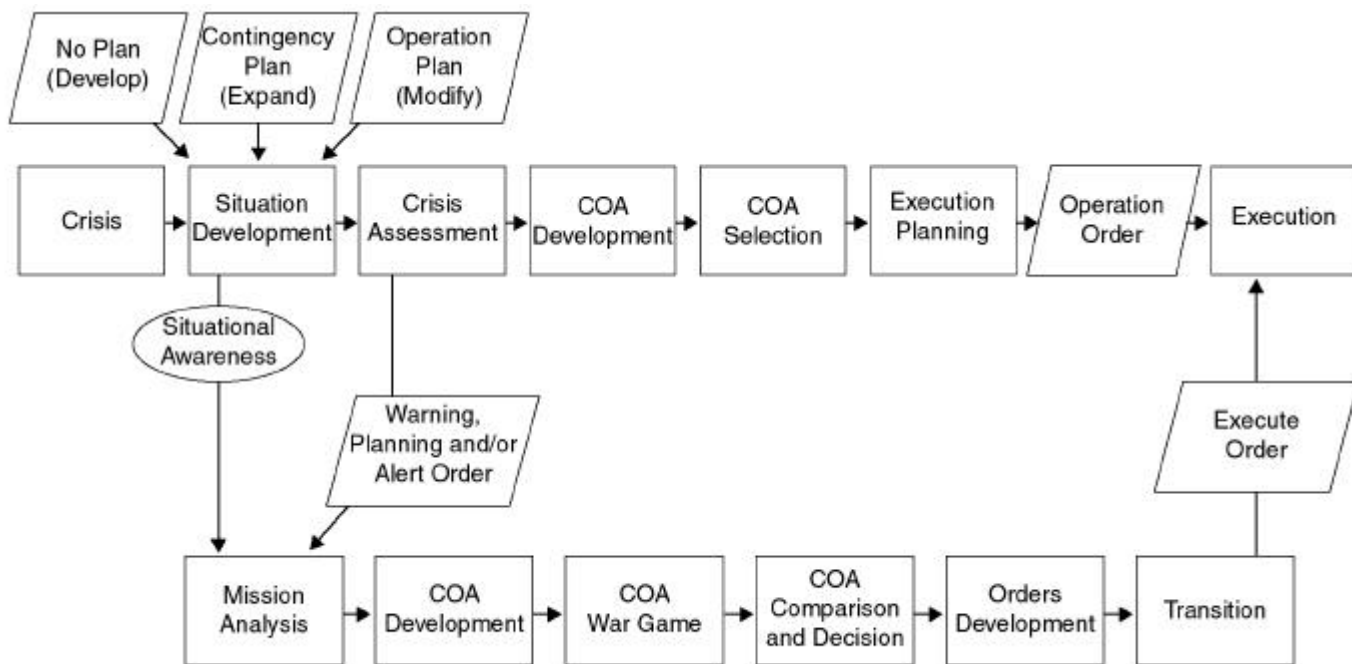 No Plan
(Develop)
Contingency
Plan
(Expand)
Operation
Plan
(Modify)
Crisis
Situation
Development
Crisis
Assessment
COA
Development
COA
Selection
Execution
Planning
Operation
Order
Execution
Situational
Awareness
Warning,
Planning and/or
Alert Order
Execute
Order
Mission
Analysis
COA
Development
COA
War Game
COA
Comparison
and Decision
Orders
Development
Transition